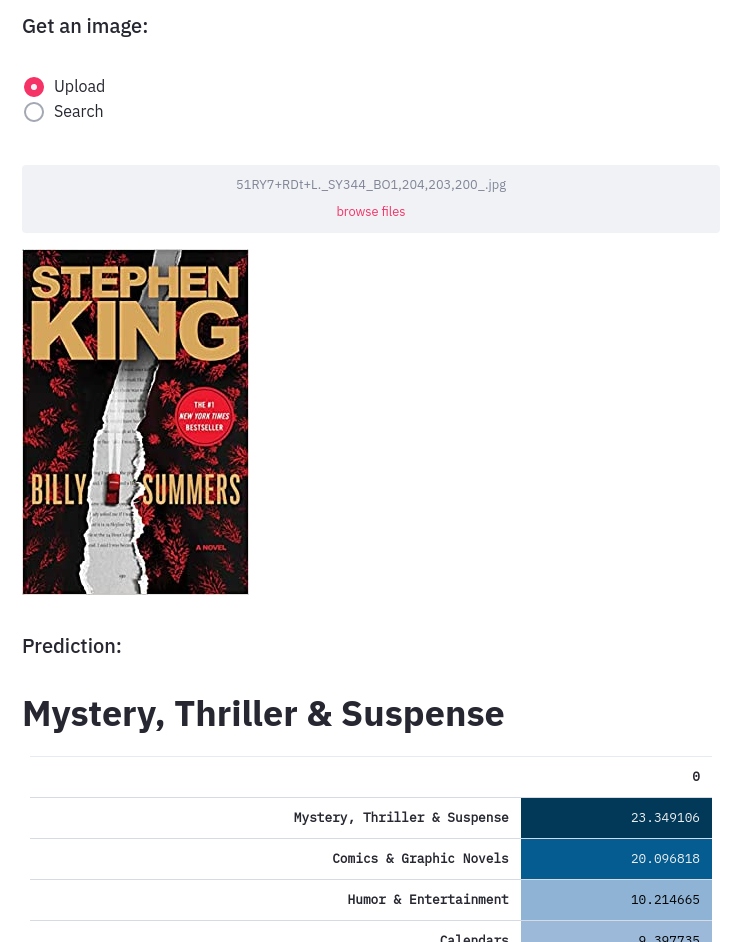 Get an image:
Upload
Search
51RY7+RDt+L._SY344_BO1,204,203,200_.jpg
browse files
STEPHEN
KING
THE #1
NEW YORK TIMES
BESTSELLER
BILLY SUMMERS
A NOVEL
Prediction:
Mystery, Thriller & Suspense
0
Mystery, Thriller & Suspense 23.349106
Comics & Graphic Novels 20.096818
Humor & Entertainment 10.214665
Calendars 9.397735